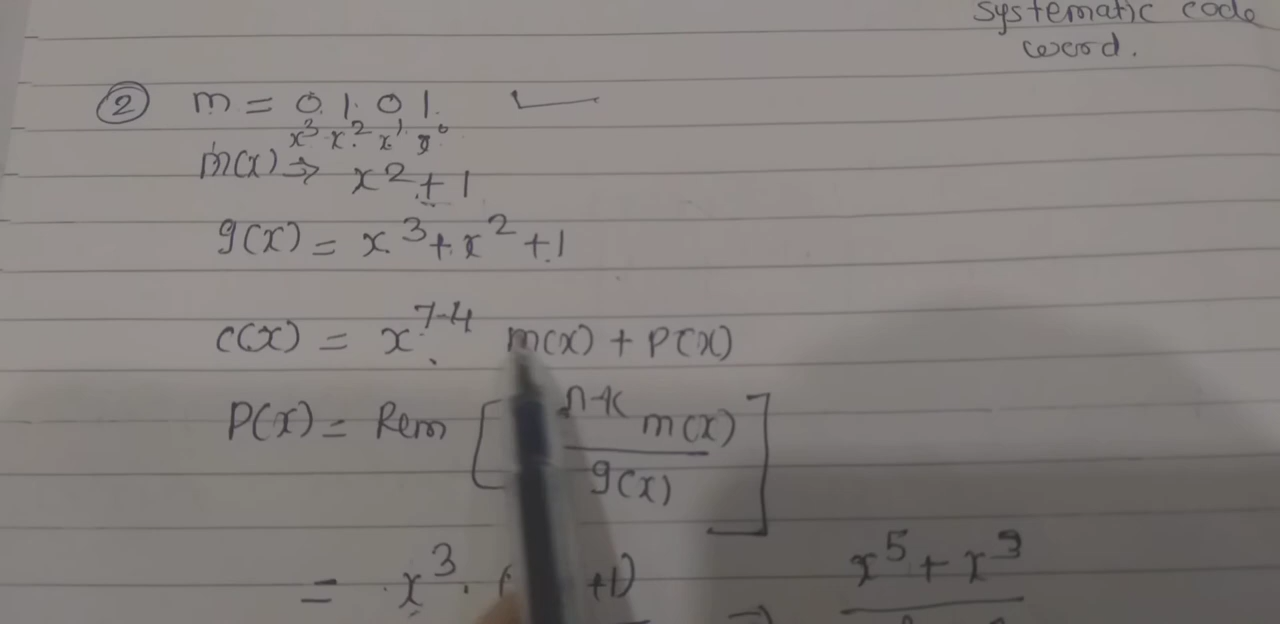 systematic code
word.
② m = 0 1 0 1
x³ x² x¹ x⁰
m(x) ⇒ x² + 1
g(x) = x³ + x² + 1
c(x) = x⁷⁻⁴ m(x) + P(x)
P(x) = Rem [ n-k m(x)
g(x) ]
= x³ . ( +1)
x⁵ + x³